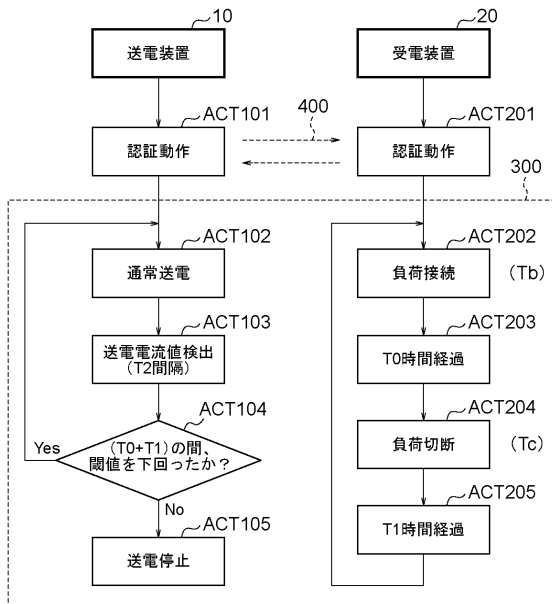 10
送電装置
20
受電装置
ACT101
認証動作
400
ACT201
認証動作
300
ACT102
通常送電
ACT103
送電電流値検出
(T2間隔)
ACT104
(T0+T1)の間、
閾値を下回ったか？
Yes
No
ACT105
送電停止
ACT202
負荷接続
(Tb)
ACT203
T0時間経過
ACT204
負荷切断
(Tc)
ACT205
T1時間経過